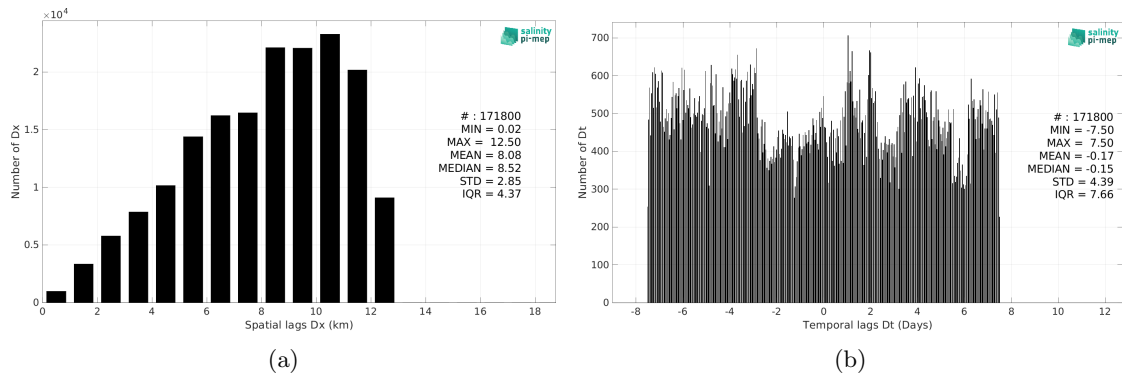 ×10⁴
2
1.5
1
0.5
0
Number of Dx
0 2 4 6 8 10 12 14 16 18
Spatial lags Dx (km)
salinity
pi-mep
# : 171800
MIN = 0.02
MAX = 12.50
MEAN = 8.08
MEDIAN = 8.52
STD = 2.85
IQR = 4.37
(a)
700
600
500
400
300
200
100
0
Number of Dt
-8 -6 -4 -2 0 2 4 6 8 10 12
Temporal lags Dt (Days)
salinity
pi-mep
# : 171800
MIN = -7.50
MAX = 7.50
MEAN = -0.17
MEDIAN = -0.15
STD = 4.39
IQR = 7.66
(b)